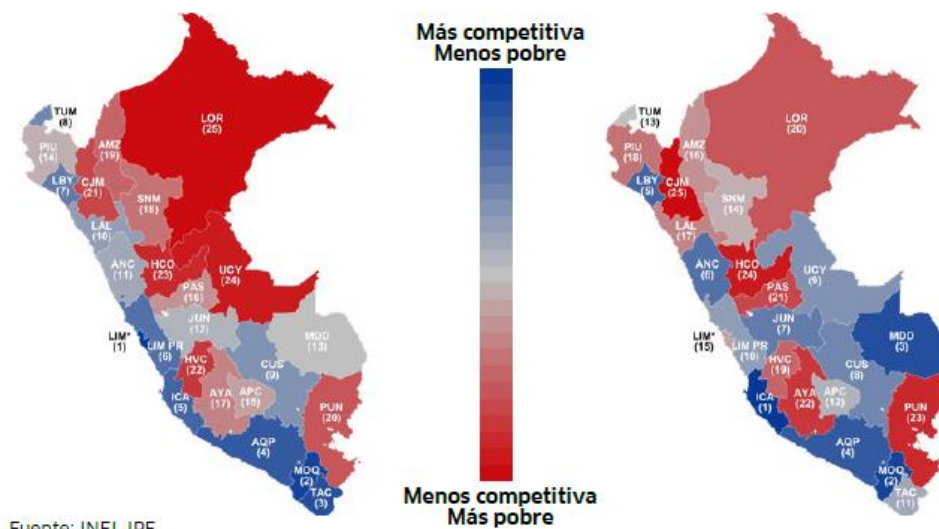 Más competitiva
Menos pobre
TUM
(8)
PIU
(14)
LBY
(7)
CJM
(21)
AMZ
(19)
LOR
(25)
SNM
(18)
LAL
(10)
ANC
(11)
HCO
(23)
UCY
(24)
PAS
(16)
JUN
(12)
MDD
(13)
LIM*
(1)
LIM PR
(6)
HVC
(22)
CUS
(9)
ICA
(5)
AYA
(17)
APC
(15)
PUN
(20)
AQP
(4)
MOQ
(2)
TAC
(3)
TUM
(13)
PIU
(18)
LBY
(5)
CJM
(25)
AMZ
(16)
LOR
(20)
SNM
(14)
LAL
(17)
ANC
(6)
HCO
(24)
UCY
(9)
PAS
(21)
JUN
(7)
MDD
(3)
LIM*
(15)
LIM PR
(10)
HVC
(19)
CUS
(8)
ICA
(1)
AYA
(22)
APC
(12)
PUN
(23)
AQP
(4)
MOQ
(2)
TAC
(11)
Menos competitiva
Más pobre
Fuente: INEI, IPE